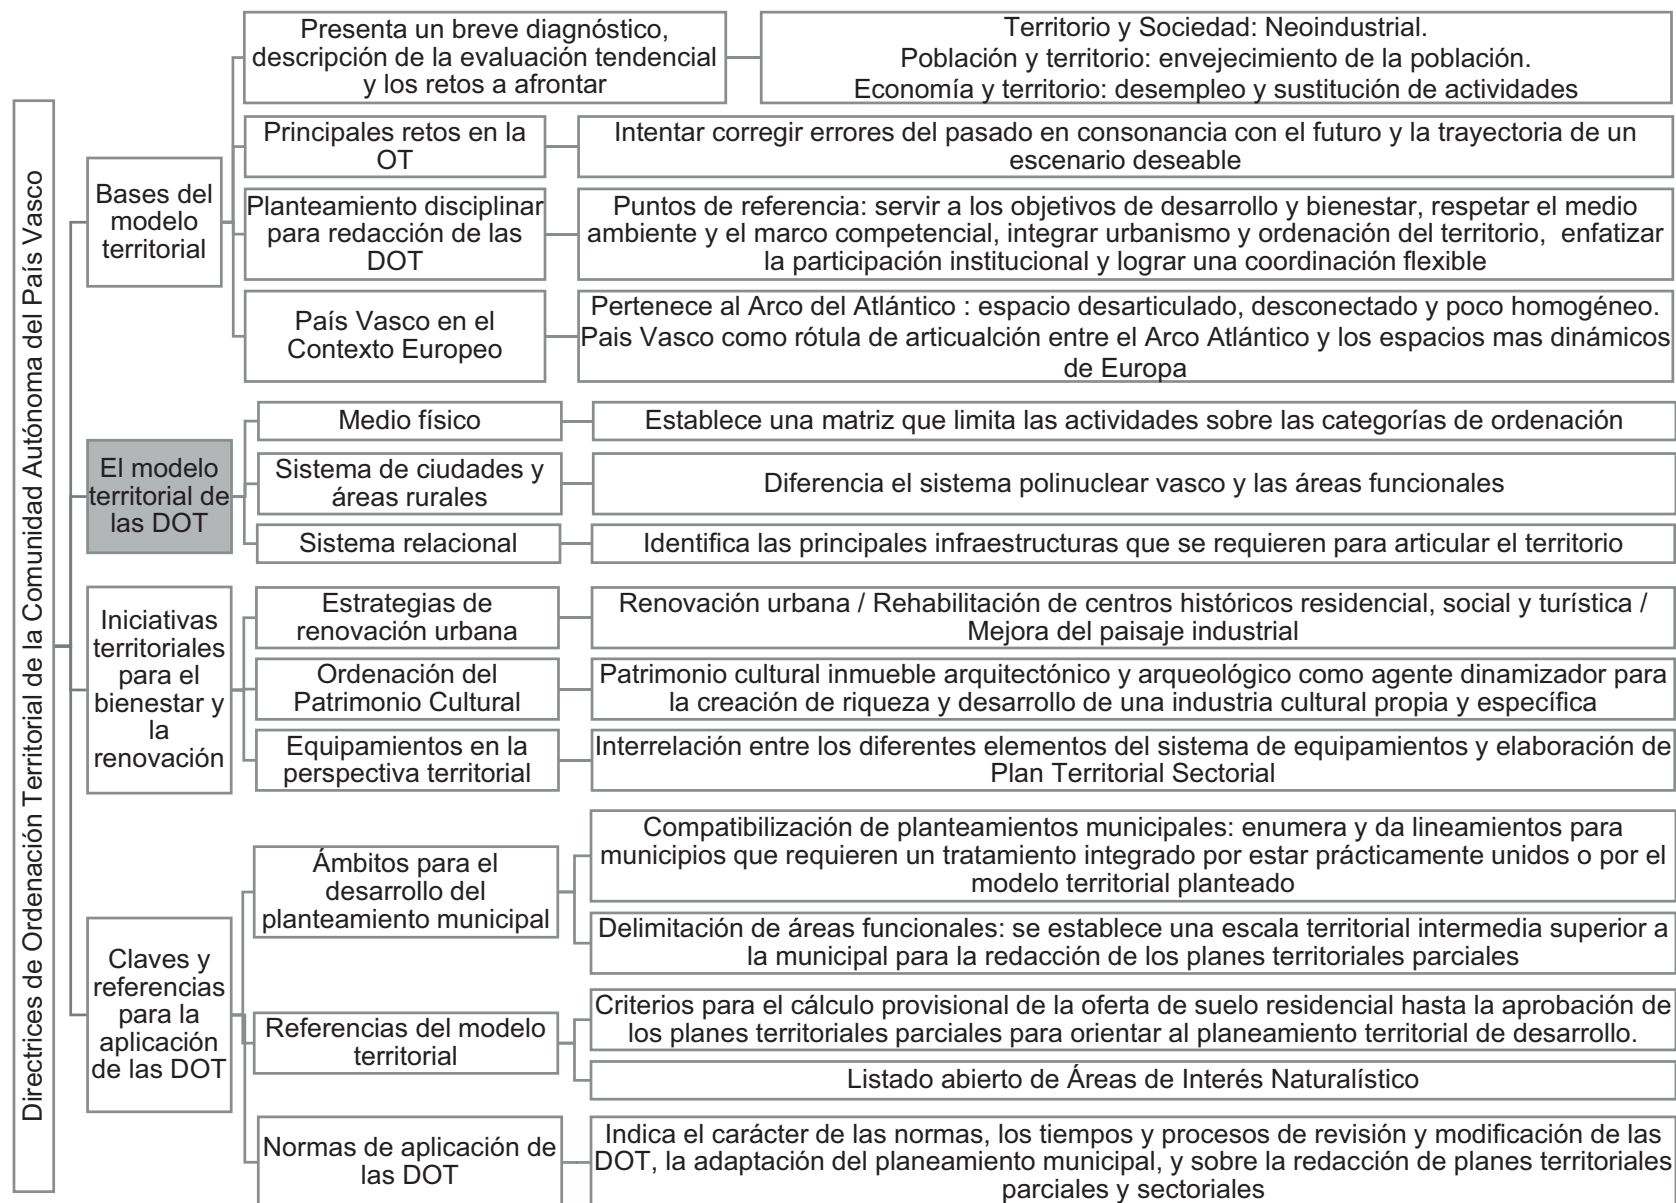 Directrices de Ordenación Territorial de la Comunidad Autónoma del País Vasco
Bases del
modelo
territorial
Presenta un breve diagnóstico,
descripción de la evaluación tendencial
y los retos a afrontar
Territorio y Sociedad: Neoindustrial.
Población y territorio: envejecimiento de la población.
Economía y territorio: desempleo y sustitución de actividades
Principales retos en la
OT
Intentar corregir errores del pasado en consonancia con el futuro y la trayectoria de un
escenario deseable
Planteamiento disciplinar
para redacción de las
DOT
Puntos de referencia: servir a los objetivos de desarrollo y bienestar, respetar el medio
ambiente y el marco competencial, integrar urbanismo y ordenación del territorio, enfatizar
la participación institucional y lograr una coordinación flexible
País Vasco en el
Contexto Europeo
Pertenece al Arco del Atlántico : espacio desarticulado, desconectado y poco homogéneo.
Pais Vasco como rótula de articualción entre el Arco Atlántico y los espacios mas dinámicos
de Europa
El modelo
territorial de
las DOT
Medio físico
Establece una matriz que limita las actividades sobre las categorías de ordenación
Sistema de ciudades y
áreas rurales
Diferencia el sistema polinuclear vasco y las áreas funcionales
Sistema relacional
Identifica las principales infraestructuras que se requieren para articular el territorio
Iniciativas
territoriales
para el
bienestar y
la
renovación
Estrategias de
renovación urbana
Renovación urbana / Rehabilitación de centros históricos residencial, social y turística /
Mejora del paisaje industrial
Ordenación del
Patrimonio Cultural
Patrimonio cultural inmueble arquitectónico y arqueológico como agente dinamizador para
la creación de riqueza y desarrollo de una industria cultural propia y específica
Equipamientos en la
perspectiva territorial
Interrelación entre los diferentes elementos del sistema de equipamientos y elaboración de
Plan Territorial Sectorial
Claves y
referencias
para la
aplicación
de las DOT
Ámbitos para el
desarrollo del
planteamiento municipal
Compatibilización de planteamientos municipales: enumera y da lineamientos para
municipios que requieren un tratamiento integrado por estar prácticamente unidos o por el
modelo territorial planteado
Delimitación de áreas funcionales: se establece una escala territorial intermedia superior a
la municipal para la redacción de los planes territoriales parciales
Referencias del modelo
territorial
Criterios para el cálculo provisional de la oferta de suelo residencial hasta la aprobación de
los planes territoriales parciales para orientar al planeamiento territorial de desarrollo.
Listado abierto de Áreas de Interés Naturalístico
Normas de aplicación de
las DOT
Indica el carácter de las normas, los tiempos y procesos de revisión y modificación de las
DOT, la adaptación del planeamiento municipal, y sobre la redacción de planes territoriales
parciales y sectoriales